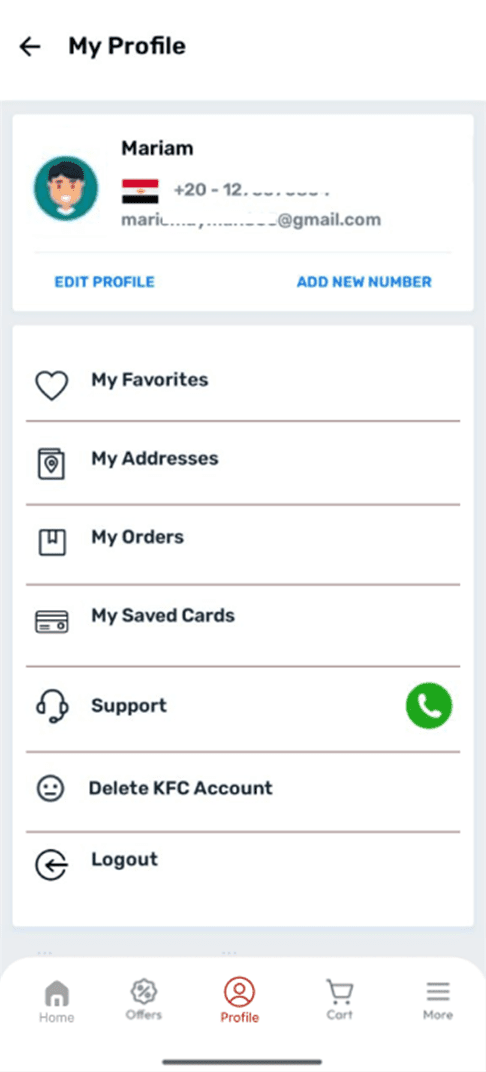 My Profile
Mariam
+20 - 12
@gmail.com
EDIT PROFILE
ADD NEW NUMBER
My Favorites
My Addresses
My Orders
My Saved Cards
Support
Delete KFC Account
Logout
Home
Offers
Profile
Cart
More